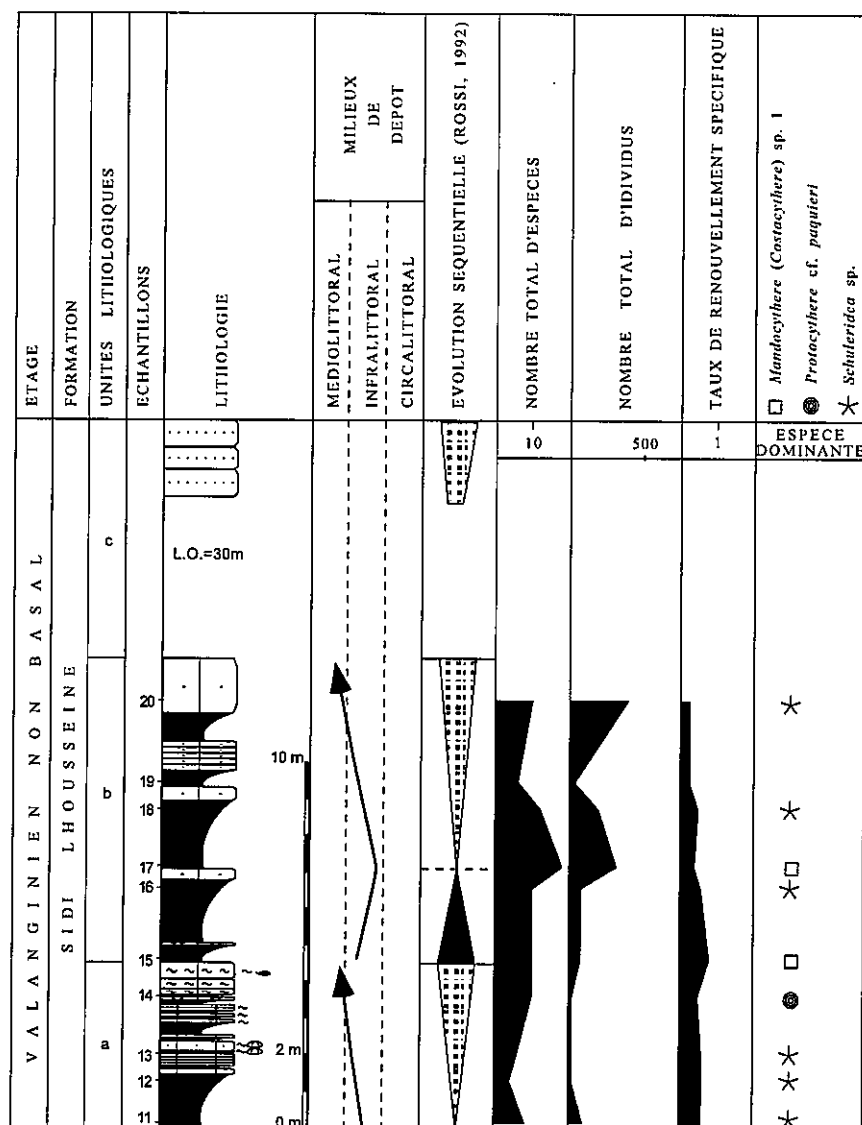 ETAGE
FORMATION
UNITES LITHOLOGIQUES
ECHANTILLONS
LITHOLOGIE
MILIEUX
DE
DEPOT
MEDIOLITTORAL
INFRALITTORAL
CIRCALITTORAL
EVOLUTION SEQUENTIELLE (ROSSI, 1992)
NOMBRE TOTAL D'ESPECES
NOMBRE TOTAL D'IDIVIDUS
TAUX DE RENOUVELLEMENT SPECIFIQUE
Mandocythere (Costacythere) sp. 1
Protacythere cf. paquieri
Schuleridea sp.
10
500
1
ESPECE
DOMINANTE
VALANGINIEN NON BASAL
SIDI LHOUSSEINE
c
L.O.=30m
b
20
10 m
19
18
17
16
15
a
14
13
2 m
12
11
0 m